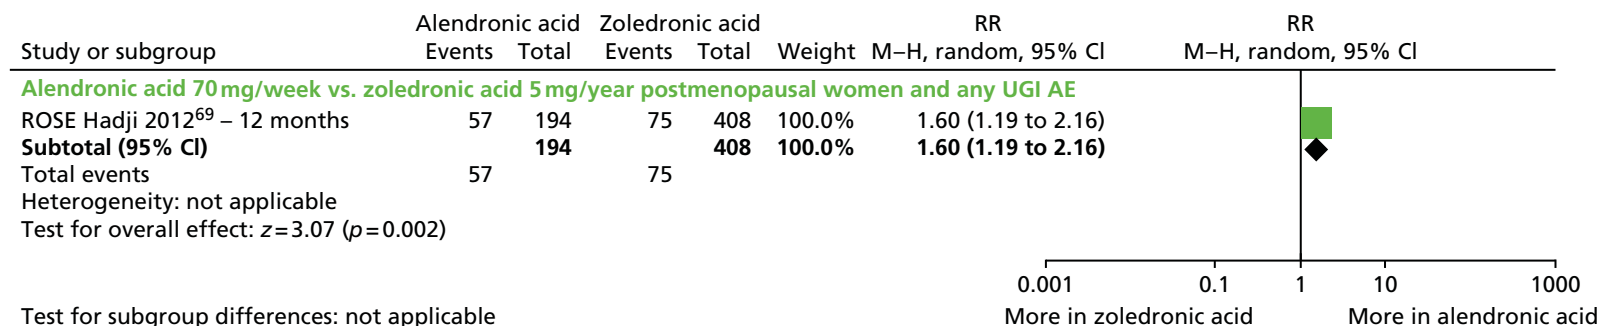 Alendronic acid Zoledronic acid RR RR
Study or subgroup Events Total Events Total Weight M–H, random, 95% CI M–H, random, 95% CI
Alendronic acid 70 mg/week vs. zoledronic acid 5 mg/year postmenopausal women and any UGI AE
ROSE Hadji 2012⁶⁹ – 12 months 57 194 75 408 100.0% 1.60 (1.19 to 2.16)
Subtotal (95% CI) 194 408 100.0% 1.60 (1.19 to 2.16)
Total events 57 75
Heterogeneity: not applicable
Test for overall effect: z=3.07 (p=0.002)
0.001 0.1 1 10 1000
Test for subgroup differences: not applicable More in zoledronic acid More in alendronic acid